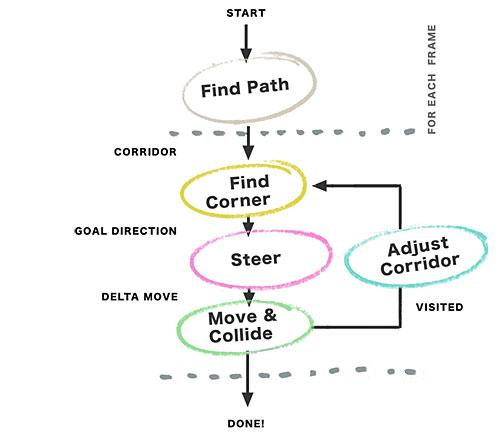 START
FOR EACH FRAME
Find Path
CORRIDOR
Find
Corner
GOAL DIRECTION
Steer
Adjust
Corridor
DELTA MOVE
VISITED
Move &
Collide
DONE!